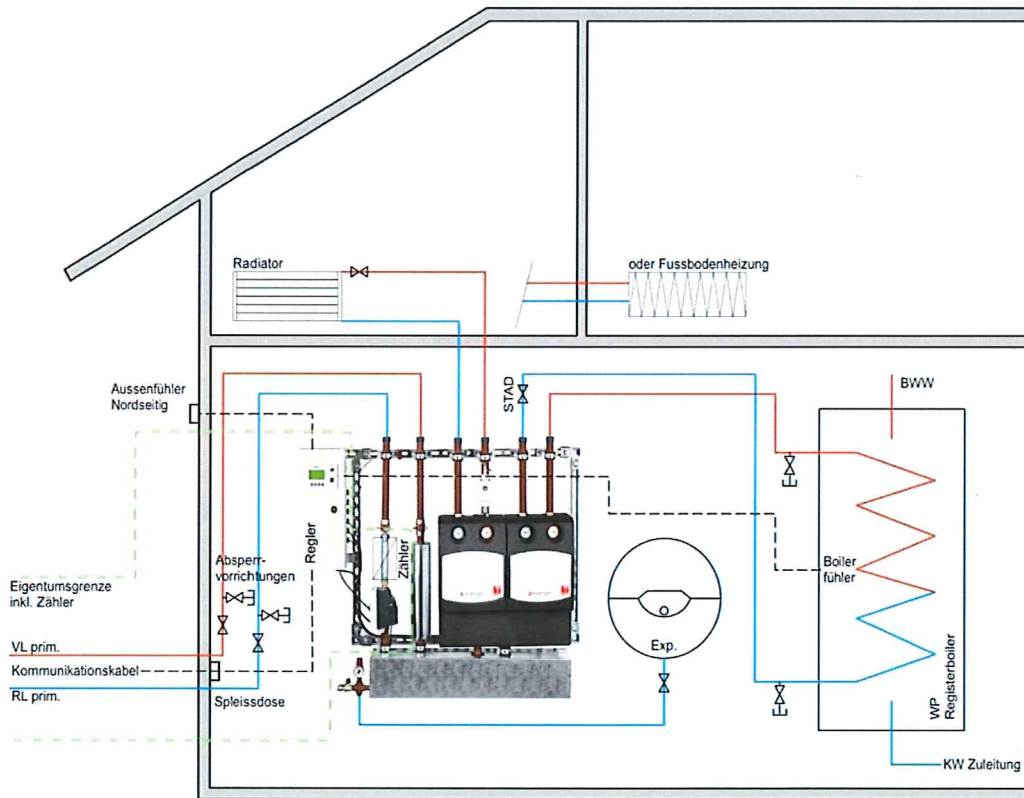 Radiator
oder Fussbodenheizung
Aussenfühler
Nordseitig
STAD
BWW
Regler
Zähler
Absperr-
vorrichtungen
Boiler
fühler
Eigentumsgrenze
inkl. Zähler
VL prim.
Kommunikationskabel
RL prim.
Spleissdose
Exp.
WP
Registerboiler
KW Zuleitung